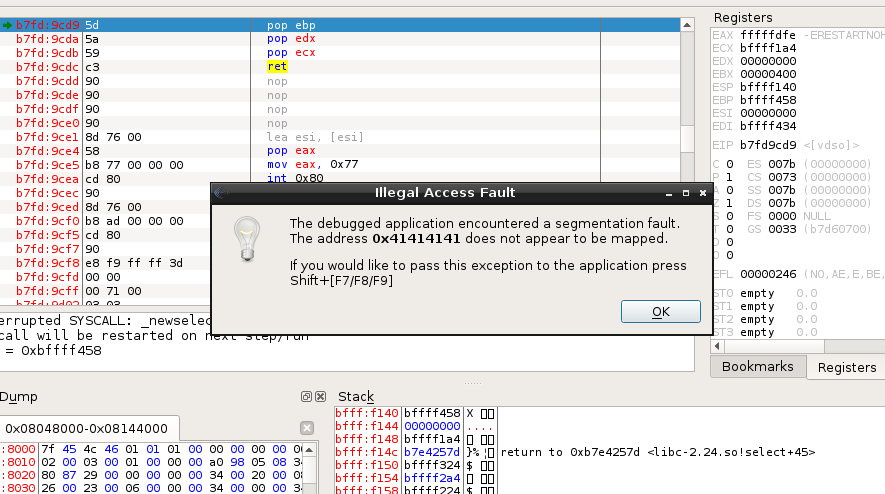 Registers
b7fd:9cd9 5d pop ebp
b7fd:9cda 5a pop edx
b7fd:9cdb 59 pop ecx
b7fd:9cdc c3 ret
b7fd:9cdd 90 nop
b7fd:9cde 90 nop
b7fd:9cdf 90 nop
b7fd:9ce0 90 nop
b7fd:9ce1 8d 76 00 lea esi, [esi]
b7fd:9ce4 58 pop eax
b7fd:9ce5 b8 77 00 00 00 mov eax, 0x77
b7fd:9cea cd 80 int 0x80
b7fd:9cec 90
b7fd:9ced 8d 76 00
b7fd:9cf0 b8 ad 00 00 00
b7fd:9cf5 cd 80
b7fd:9cf7 90
b7fd:9cf8 e8 f9 ff ff 3d
b7fd:9cfd 00 00
b7fd:9cff 00 71 00
b7fd:9d02 03 03
EAX fffffdfe -ERESTARTNOH
ECX bffff1a4
EDX 00000000
EBX 00000400
ESP bffff140
EBP bffff458
ESI 00000000
EDI bffff434
EIP b7fd9cd9 <[vdso]>
C 0 ES 007b (00000000)
P 1 CS 0073 (00000000)
A 0 SS 007b (00000000)
Z 1 DS 007b (00000000)
S 0 FS 0000 NULL
T 0 GS 0033 (b7d60700)
D 0
O 0
EFL 00000246 (NO,AE,E,BE,
ST0 empty 0.0
ST1 empty 0.0
ST2 empty 0.0
ST3 empty 0.0
Bookmarks Registers
Illegal Access Fault
The debugged application encountered a segmentation fault.
The address 0x41414141 does not appear to be mapped.
If you would like to pass this exception to the application press
Shift+[F7/F8/F9]
OK
errupted SYSCALL: _newselec
call will be restarted on next step/run
= 0xbffff458
Dump
0x08048000-0x08144000
:8000 7f 45 4c 46 01 01 01 00 00 00 00 00 00
:8010 02 00 03 00 01 00 00 00 a0 98 05 08 34
:8020 80 87 29 00 00 00 00 00 34 00 20 00 08
:8030 26 00 23 00 06 00 00 00 34 00 00 00 34
Stack
bfff:f140 bffff458 X
bfff:f144 00000000 ....
bfff:f148 bffff1a4
bfff:f14c b7e4257d }% return to 0xb7e4257d <libc-2.24.so!select+45>
bfff:f150 bffff324 $
bfff:f154 bffff2a4
bfff:f158 bffff224 $